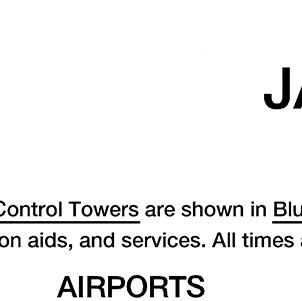 JA
Control Towers are shown in Blu
on aids, and services. All times a
AIRPORTS